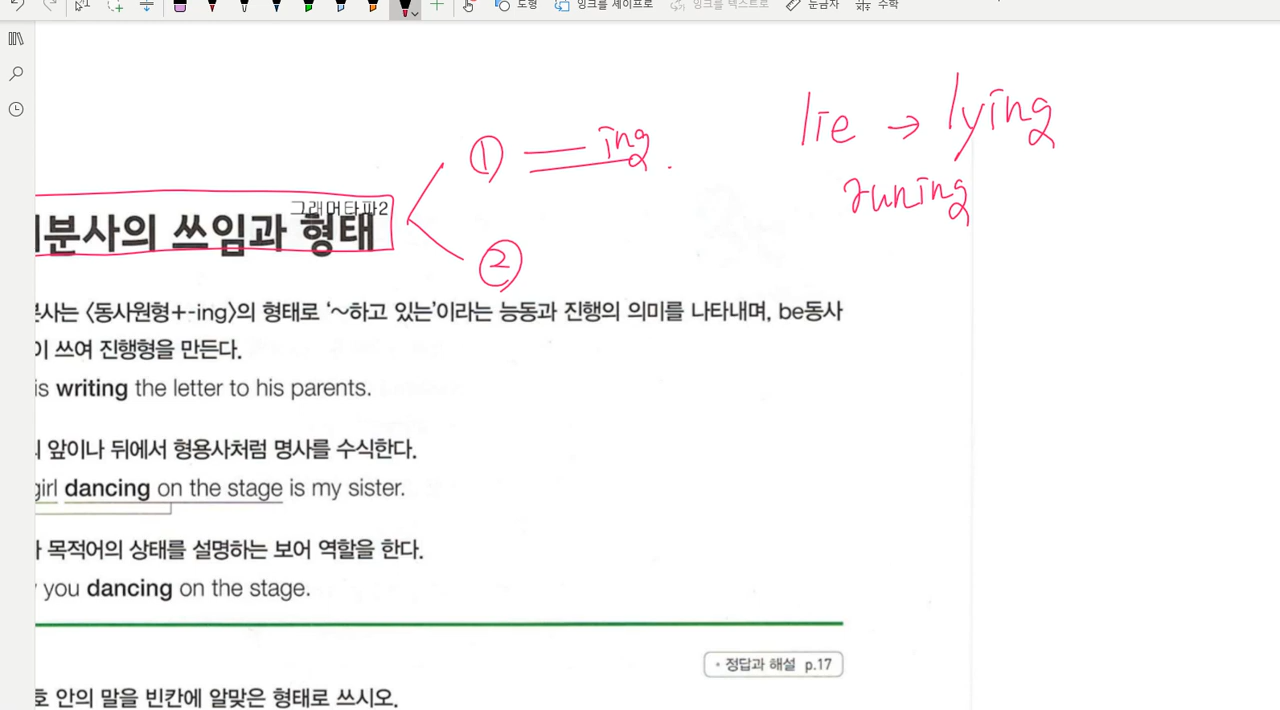 도형 잉크를 셰이프로 잉크를 텍스트로 눈금자 수학
lie → lying
① ing.
runing
그래머타파2
분사의 쓰임과 형태
②
분사는 〈동사원형+-ing〉의 형태로 '~하고 있는'이라는 능동과 진행의 의미를 나타내며, be동사
이 쓰여 진행형을 만든다.
is writing the letter to his parents.
앞이나 뒤에서 형용사처럼 명사를 수식한다.
girl dancing on the stage is my sister.
목적어의 상태를 설명하는 보어 역할을 한다.
you dancing on the stage.
• 정답과 해설 p.17
호 안의 말을 빈칸에 알맞은 형태로 쓰시오.